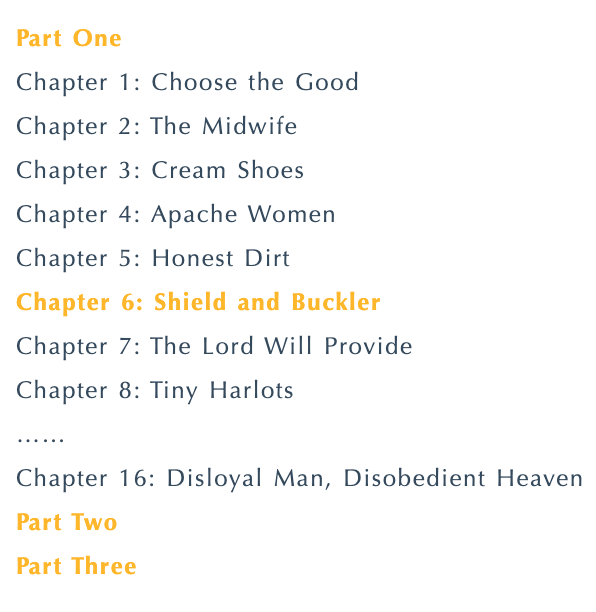 Part One
Chapter 1: Choose the Good
Chapter 2: The Midwife
Chapter 3: Cream Shoes
Chapter 4: Apache Women
Chapter 5: Honest Dirt
Chapter 6: Shield and Buckler
Chapter 7: The Lord Will Provide
Chapter 8: Tiny Harlots
……
Chapter 16: Disloyal Man, Disobedient Heaven
Part Two
Part Three